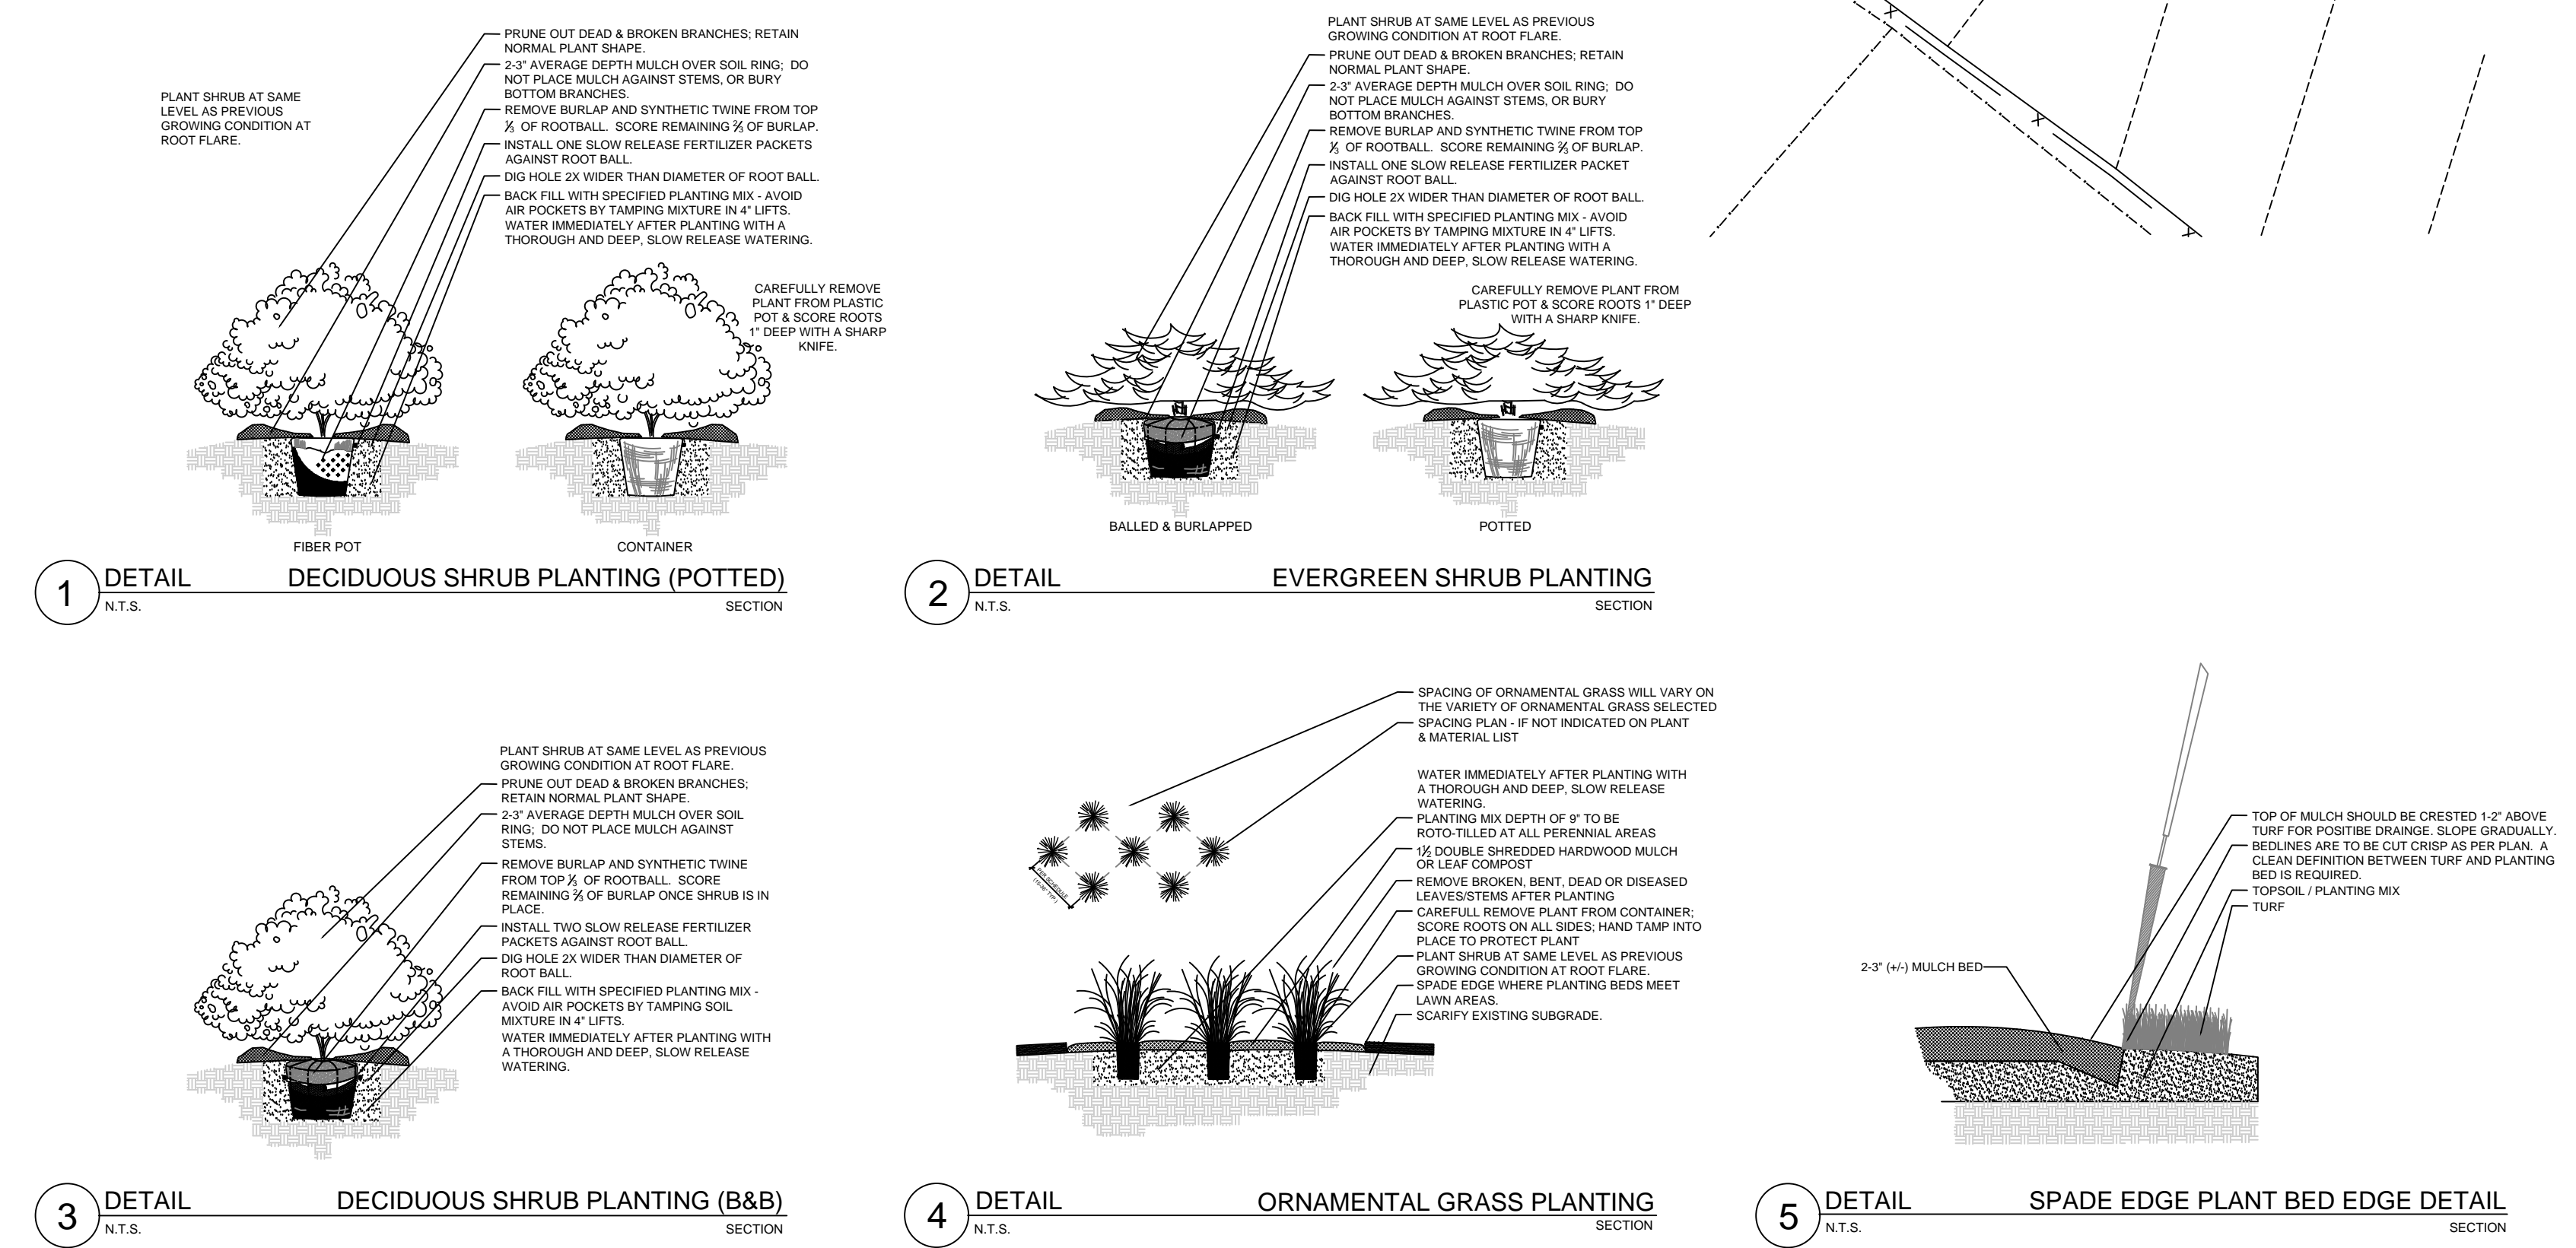 PLANT SHRUB AT SAME
LEVEL AS PREVIOUS
GROWING CONDITION AT
ROOT FLARE.
PRUNE OUT DEAD & BROKEN BRANCHES; RETAIN
NORMAL PLANT SHAPE.
2-3" AVERAGE DEPTH MULCH OVER SOIL RING; DO
NOT PLACE MULCH AGAINST STEMS, OR BURY
BOTTOM BRANCHES.
REMOVE BURLAP AND SYNTHETIC TWINE FROM TOP
⅓ OF ROOTBALL. SCORE REMAINING ⅔ OF BURLAP.
INSTALL ONE SLOW RELEASE FERTILIZER PACKETS
AGAINST ROOT BALL.
DIG HOLE 2X WIDER THAN DIAMETER OF ROOT BALL.
BACK FILL WITH SPECIFIED PLANTING MIX - AVOID
AIR POCKETS BY TAMPING MIXTURE IN 4" LIFTS.
WATER IMMEDIATELY AFTER PLANTING WITH A
THOROUGH AND DEEP, SLOW RELEASE WATERING.
CAREFULLY REMOVE
PLANT FROM PLASTIC
POT & SCORE ROOTS
1" DEEP WITH A SHARP
KNIFE.
FIBER POT
CONTAINER
1
DETAIL
DECIDUOUS SHRUB PLANTING (POTTED)
N.T.S.
SECTION
PLANT SHRUB AT SAME LEVEL AS PREVIOUS
GROWING CONDITION AT ROOT FLARE.
PRUNE OUT DEAD & BROKEN BRANCHES; RETAIN
NORMAL PLANT SHAPE.
2-3" AVERAGE DEPTH MULCH OVER SOIL RING; DO
NOT PLACE MULCH AGAINST STEMS, OR BURY
BOTTOM BRANCHES.
REMOVE BURLAP AND SYNTHETIC TWINE FROM TOP
⅓ OF ROOTBALL. SCORE REMAINING ⅔ OF BURLAP.
INSTALL ONE SLOW RELEASE FERTILIZER PACKET
AGAINST ROOT BALL.
DIG HOLE 2X WIDER THAN DIAMETER OF ROOT BALL.
BACK FILL WITH SPECIFIED PLANTING MIX - AVOID
AIR POCKETS BY TAMPING MIXTURE IN 4" LIFTS.
WATER IMMEDIATELY AFTER PLANTING WITH A
THOROUGH AND DEEP, SLOW RELEASE WATERING.
CAREFULLY REMOVE PLANT FROM
PLASTIC POT & SCORE ROOTS 1" DEEP
WITH A SHARP KNIFE.
BALLED & BURLAPPED
POTTED
2
DETAIL
EVERGREEN SHRUB PLANTING
N.T.S.
SECTION
X
X
X
PLANT SHRUB AT SAME LEVEL AS PREVIOUS
GROWING CONDITION AT ROOT FLARE.
PRUNE OUT DEAD & BROKEN BRANCHES;
RETAIN NORMAL PLANT SHAPE.
2-3" AVERAGE DEPTH MULCH OVER SOIL
RING; DO NOT PLACE MULCH AGAINST
STEMS.
REMOVE BURLAP AND SYNTHETIC TWINE
FROM TOP ⅓ OF ROOTBALL. SCORE
REMAINING ⅔ OF BURLAP ONCE SHRUB IS IN
PLACE.
INSTALL TWO SLOW RELEASE FERTILIZER
PACKETS AGAINST ROOT BALL.
DIG HOLE 2X WIDER THAN DIAMETER OF
ROOT BALL.
BACK FILL WITH SPECIFIED PLANTING MIX -
AVOID AIR POCKETS BY TAMPING SOIL
MIXTURE IN 4" LIFTS.
WATER IMMEDIATELY AFTER PLANTING WITH
A THOROUGH AND DEEP, SLOW RELEASE
WATERING.
3
DETAIL
DECIDUOUS SHRUB PLANTING (B&B)
N.T.S.
SECTION
SPACING OF ORNAMENTAL GRASS WILL VARY ON
THE VARIETY OF ORNAMENTAL GRASS SELECTED
SPACING PLAN - IF NOT INDICATED ON PLANT
& MATERIAL LIST
WATER IMMEDIATELY AFTER PLANTING WITH
A THOROUGH AND DEEP, SLOW RELEASE
WATERING.
PLANTING MIX DEPTH OF 9" TO BE
ROTO-TILLED AT ALL PERENNIAL AREAS
1½ DOUBLE SHREDDED HARDWOOD MULCH
OR LEAF COMPOST
REMOVE BROKEN, BENT, DEAD OR DISEASED
LEAVES/STEMS AFTER PLANTING
CAREFULL REMOVE PLANT FROM CONTAINER;
SCORE ROOTS ON ALL SIDES; HAND TAMP INTO
PLACE TO PROTECT PLANT
PLANT SHRUB AT SAME LEVEL AS PREVIOUS
GROWING CONDITION AT ROOT FLARE.
SPADE EDGE WHERE PLANTING BEDS MEET
LAWN AREAS.
SCARIFY EXISTING SUBGRADE.
PER SCHEDULE
4
DETAIL
ORNAMENTAL GRASS PLANTING
N.T.S.
SECTION
TOP OF MULCH SHOULD BE CRESTED 1-2" ABOVE
TURF FOR POSITIBE DRAINGE. SLOPE GRADUALLY.
BEDLINES ARE TO BE CUT CRISP AS PER PLAN. A
CLEAN DEFINITION BETWEEN TURF AND PLANTING
BED IS REQUIRED.
TOPSOIL / PLANTING MIX
TURF
2-3" (+/-) MULCH BED
5
DETAIL
SPADE EDGE PLANT BED EDGE DETAIL
N.T.S.
SECTION